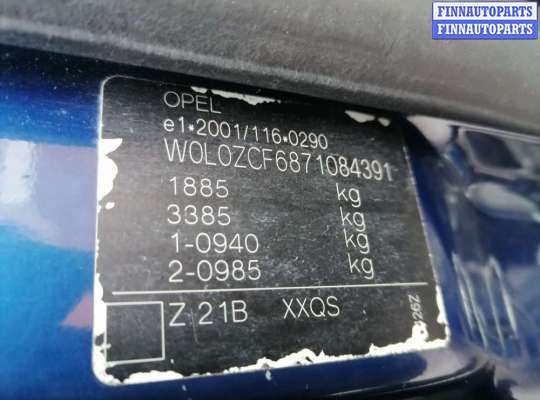 FINNAUTOPARTS
FINNAUTOPARTS
OPEL
e1*2001/116*0290
W0L0ZCF6871084391
1885 kg
3385 kg
1-0940 kg
2-0985 kg
Z 21B XXQS